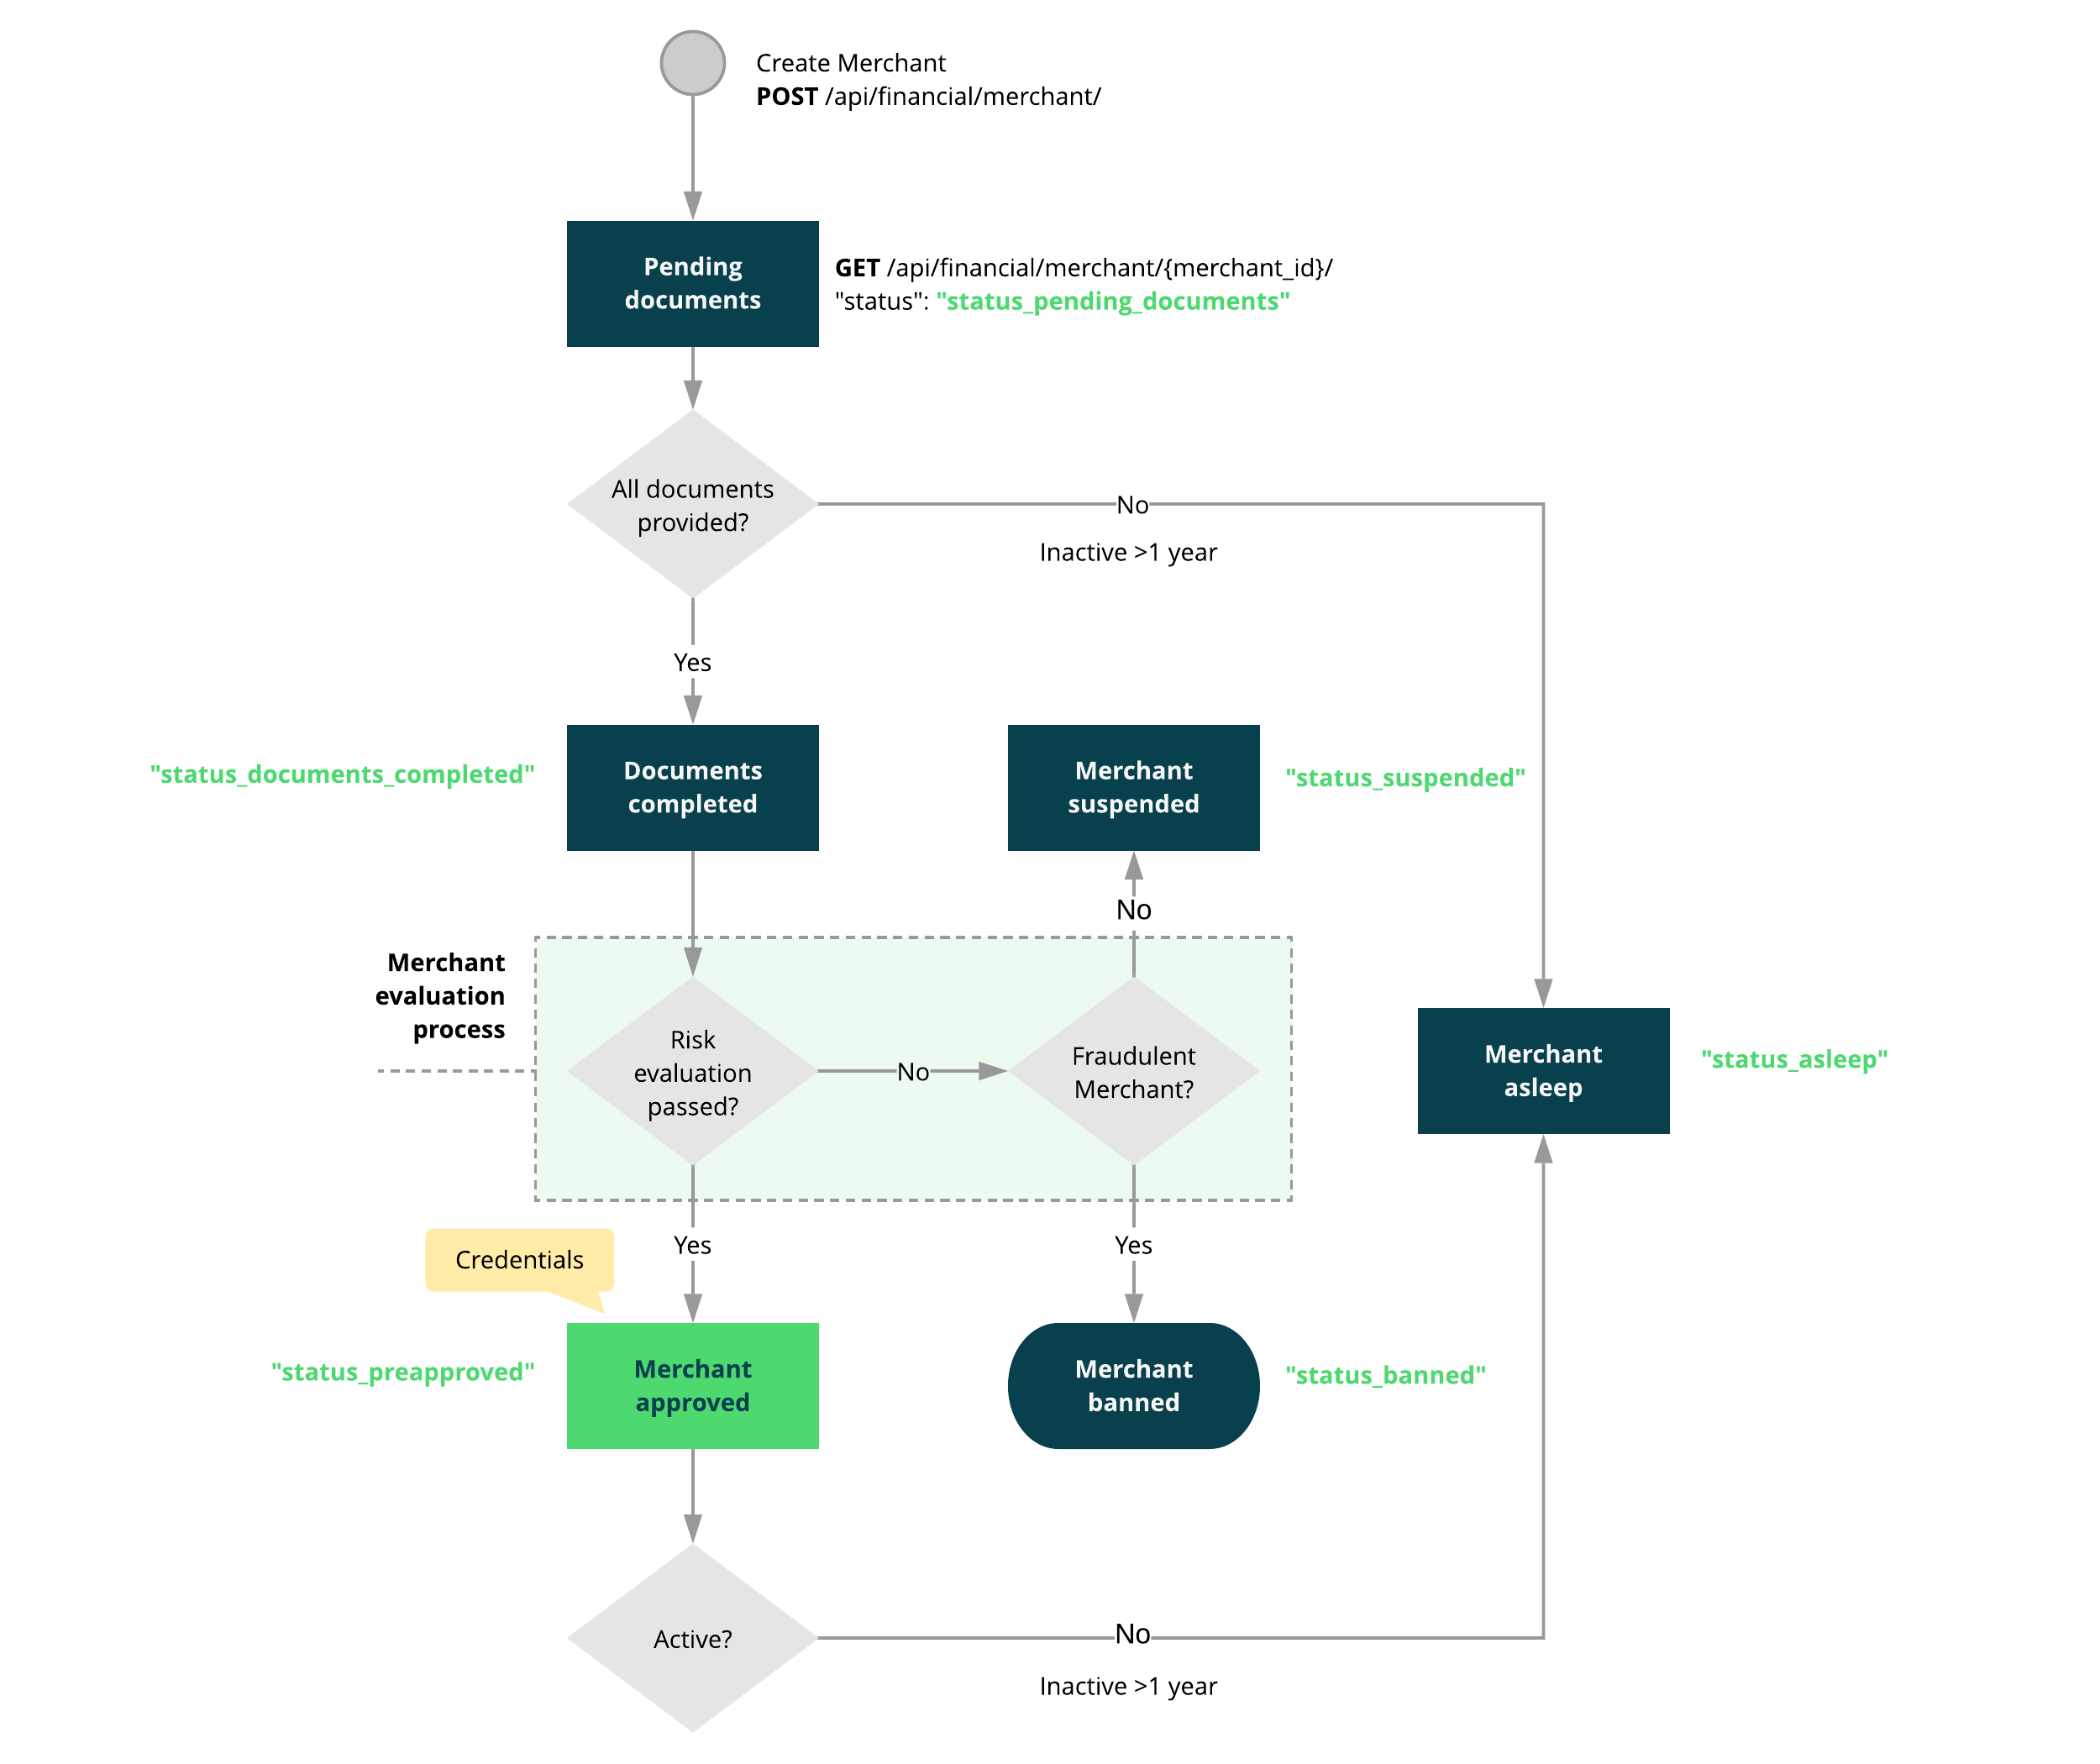 Create Merchant
POST /api/financial/merchant/
Pending
documents
GET /api/financial/merchant/{merchant_id}/
"status": "status_pending_documents"
All documents
provided?
No
Inactive >1 year
Yes
"status_documents_completed"
Documents
completed
Merchant
suspended
"status_suspended"
No
Merchant
evaluation
process
Risk
evaluation
passed?
No
Fraudulent
Merchant?
Merchant
asleep
"status_asleep"
Credentials
Yes
Yes
"status_preapproved"
Merchant
approved
Merchant
banned
"status_banned"
Active?
No
Inactive >1 year